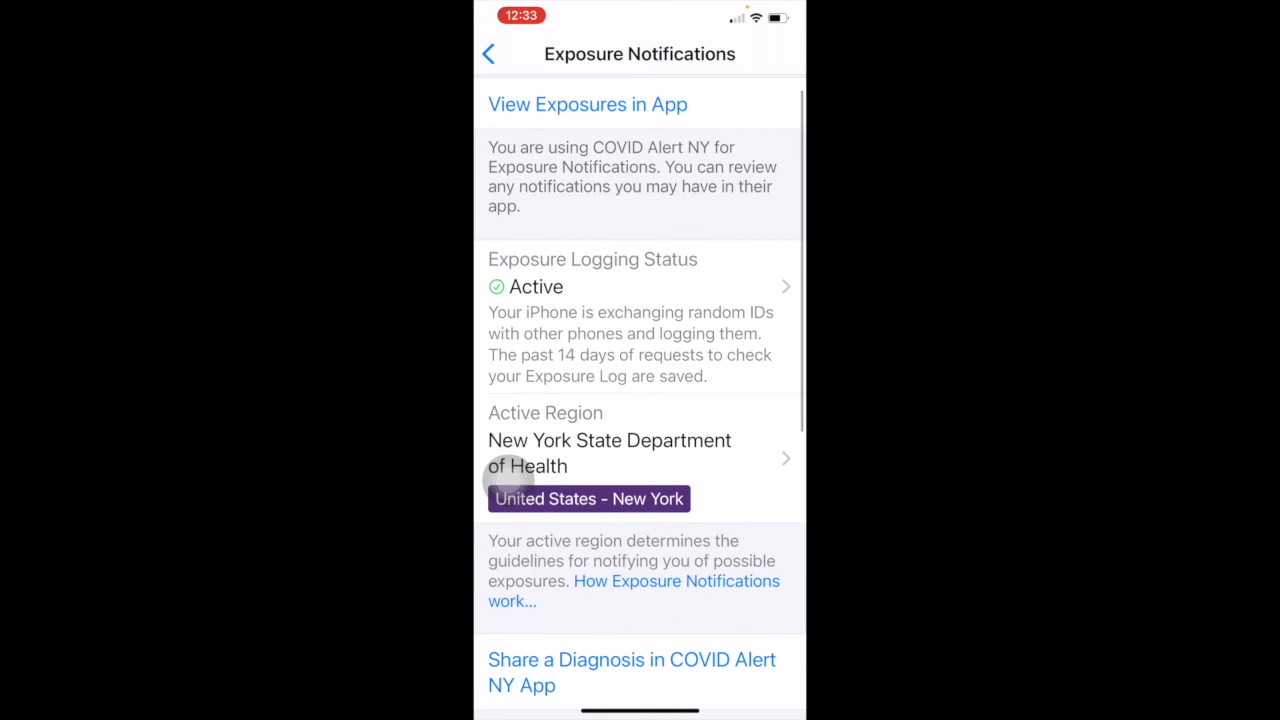 12:33
Exposure Notifications
View Exposures in App
You are using COVID Alert NY for
Exposure Notifications. You can review
any notifications you may have in their
app.
Exposure Logging Status
Active
Your iPhone is exchanging random IDs
with other phones and logging them.
The past 14 days of requests to check
your Exposure Log are saved.
Active Region
New York State Department
of Health
United States - New York
Your active region determines the
guidelines for notifying you of possible
exposures. How Exposure Notifications
work...
Share a Diagnosis in COVID Alert
NY App